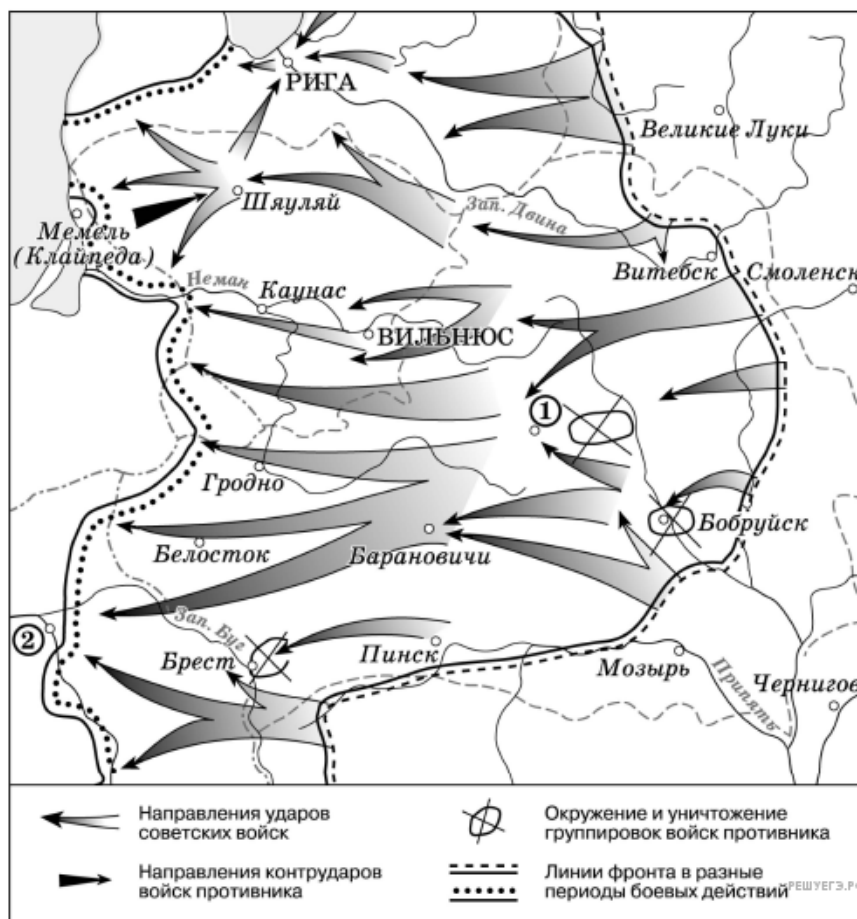 РИГА
Великие Луки
Шяуляй
Зап. Двина
Мемель
(Клайпеда)
Витебск
Смоленск
Неман
Каунас
ВИЛЬНЮС
1
Гродно
Бобруйск
Белосток
Барановичи
Зап. Буг
2
Брест
Пинск
Мозырь
Припять
Чернигов
Направления ударов
советских войск
Окружение и уничтожение
группировок войск противника
Направления контрударов
войск противника
Линии фронта в разные
периоды боевых действий
РЕШУЕГЭ.РФ